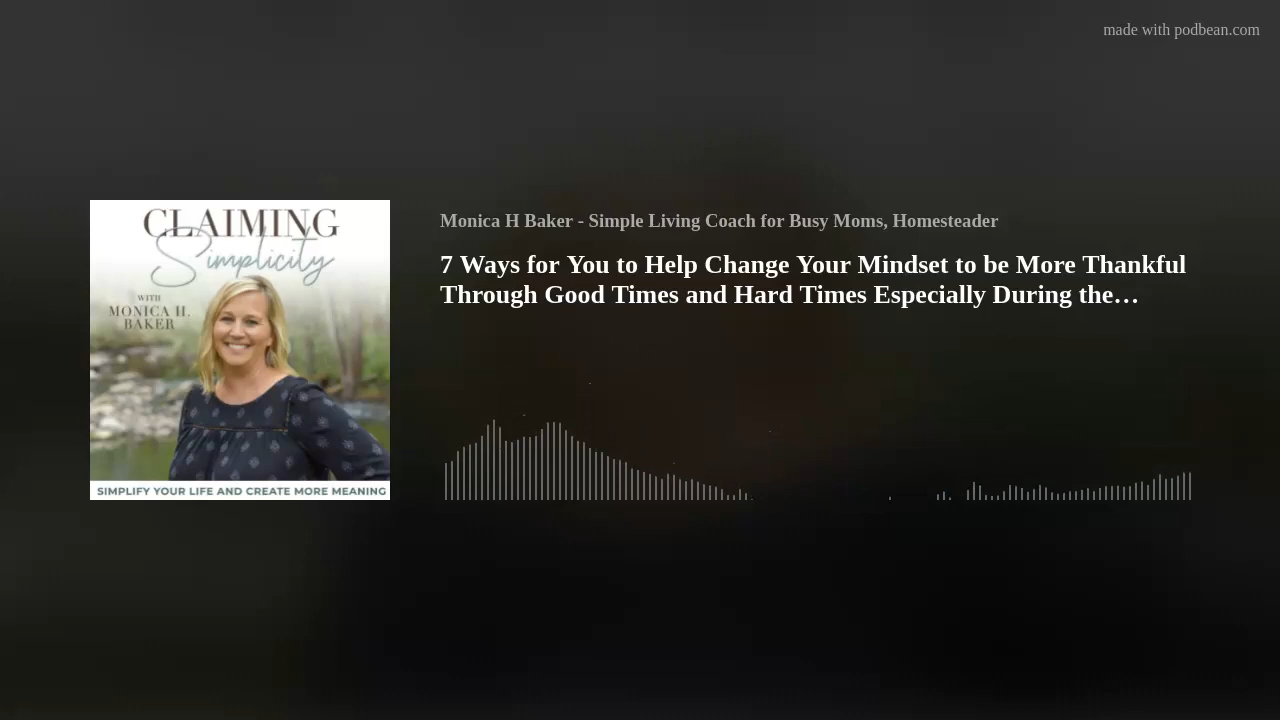 made with podbean.com
CLAIMING
Simplicity
WITH
MONICA H.
BAKER
SIMPLIFY YOUR LIFE AND CREATE MORE MEANING
Monica H Baker - Simple Living Coach for Busy Moms, Homesteader
7 Ways for You to Help Change Your Mindset to be More Thankful
Through Good Times and Hard Times Especially During the…